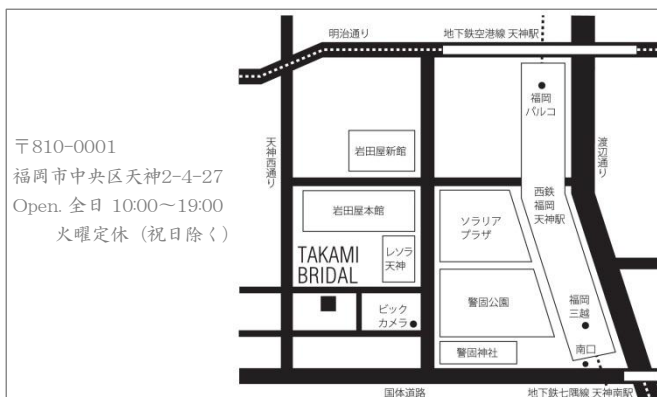 〒810-0001
福岡市中央区天神2-4-27
Open. 全日 10:00～19:00
火曜定休（祝日除く）
明治通り
地下鉄空港線 天神駅
福岡
パルコ
天神西通り
岩田屋新館
渡辺通り
岩田屋本館
西鉄
福岡
天神駅
ソラリア
プラザ
TAKAMI
BRIDAL
レソラ
天神
ビック
カメラ
警固公園
福岡
三越
警固神社
南口
国体道路
地下鉄七隈線 天神南駅